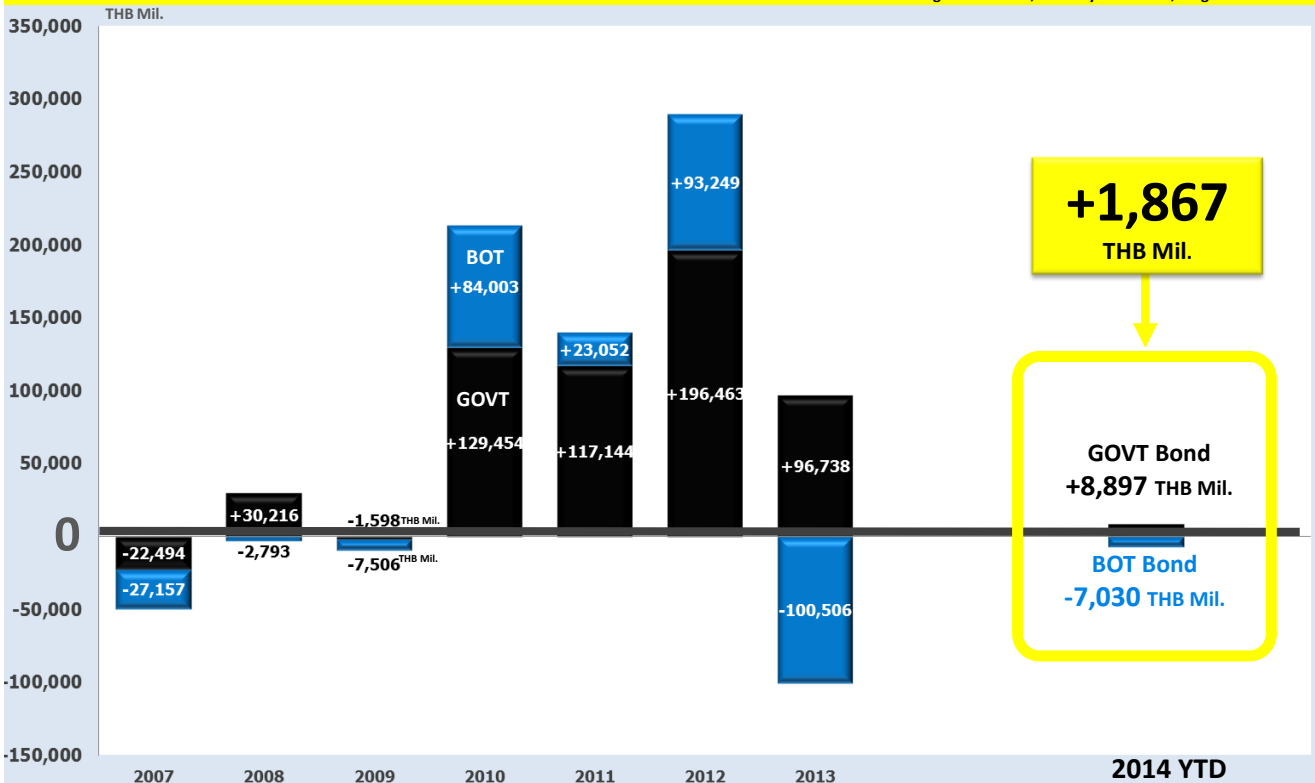 THB Mil.
350,000
300,000
250,000
200,000
150,000
100,000
50,000
0
-50,000
-100,000
-150,000
-22,494
-27,157
+30,216
-2,793
-1,598 THB Mil.
-7,506 THB Mil.
BOT
+84,003
GOVT
+129,454
+23,052
+117,144
+93,249
+196,463
+96,738
-100,506
+1,867
THB Mil.
GOVT Bond
+8,897 THB Mil.
BOT Bond
-7,030 THB Mil.
2007 2008 2009 2010 2011 2012 2013 2014 YTD